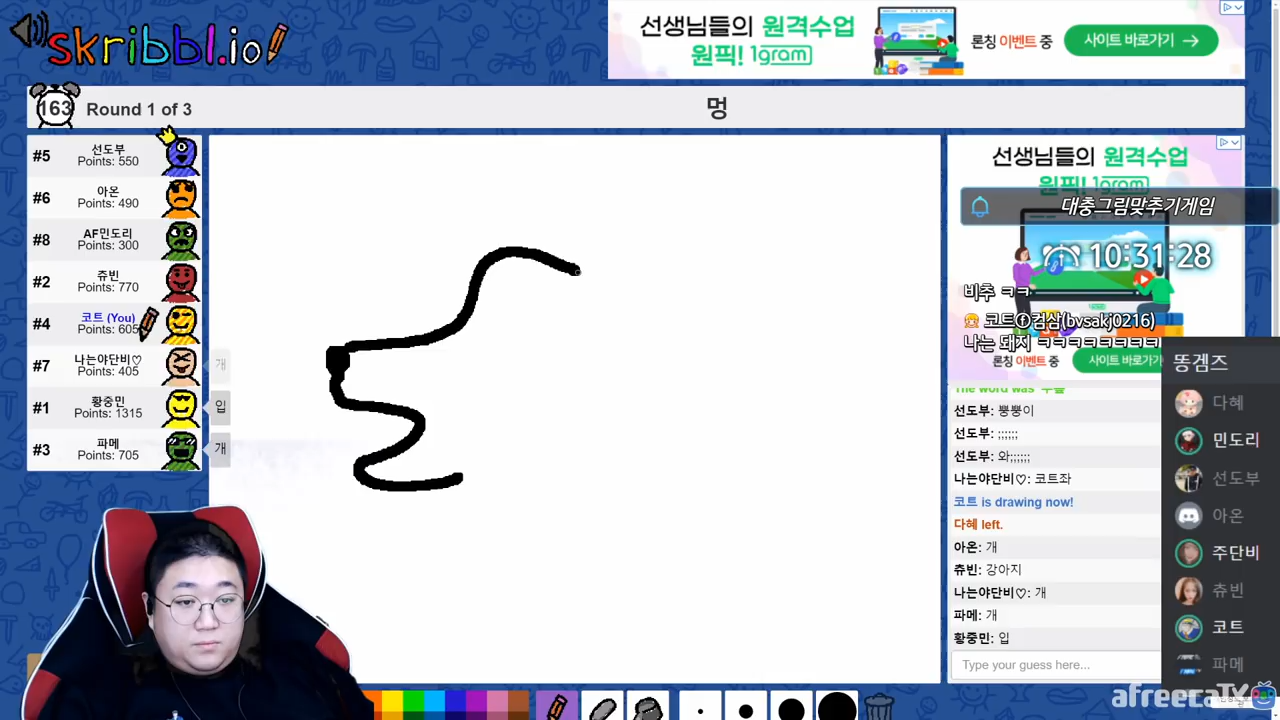 skribbl.io
선생님들의 원격수업
원픽! 1gram
론칭 이벤트 중
사이트 바로가기 →
163
Round 1 of 3
멍
#5
선도부
Points: 550
#6
아온
Points: 490
#8
AF민도리
Points: 300
#2
쥬빈
Points: 770
#4
코트 (You)
Points: 605
#7
나는야단비♡
Points: 405
개
#1
황중민
Points: 1315
입
#3
파메
Points: 705
개
선생님들의 원격수업
원픽! 1gram
대충그림맞추기게임
10:31:28
비추 ㅋㅋ
코트ⓕ검삼(bvsakj0216)
나는 돼지 ㅋㅋㅋㅋㅋㅋㅋㅋ
론칭 이벤트 중
사이트 바로가기
선도부: 뿡뿡이
선도부: ;;;;;;
선도부: 와;;;;;;
나는야단비♡: 코트좌
코트 is drawing now!
다혜 left.
아온: 개
쥬빈: 강아지
나는야단비♡: 개
파메: 개
황중민: 입
Type your guess here...
똥겜즈
다혜
민도리
선도부
아온
주단비
쥬빈
코트
파메
afreecaTV